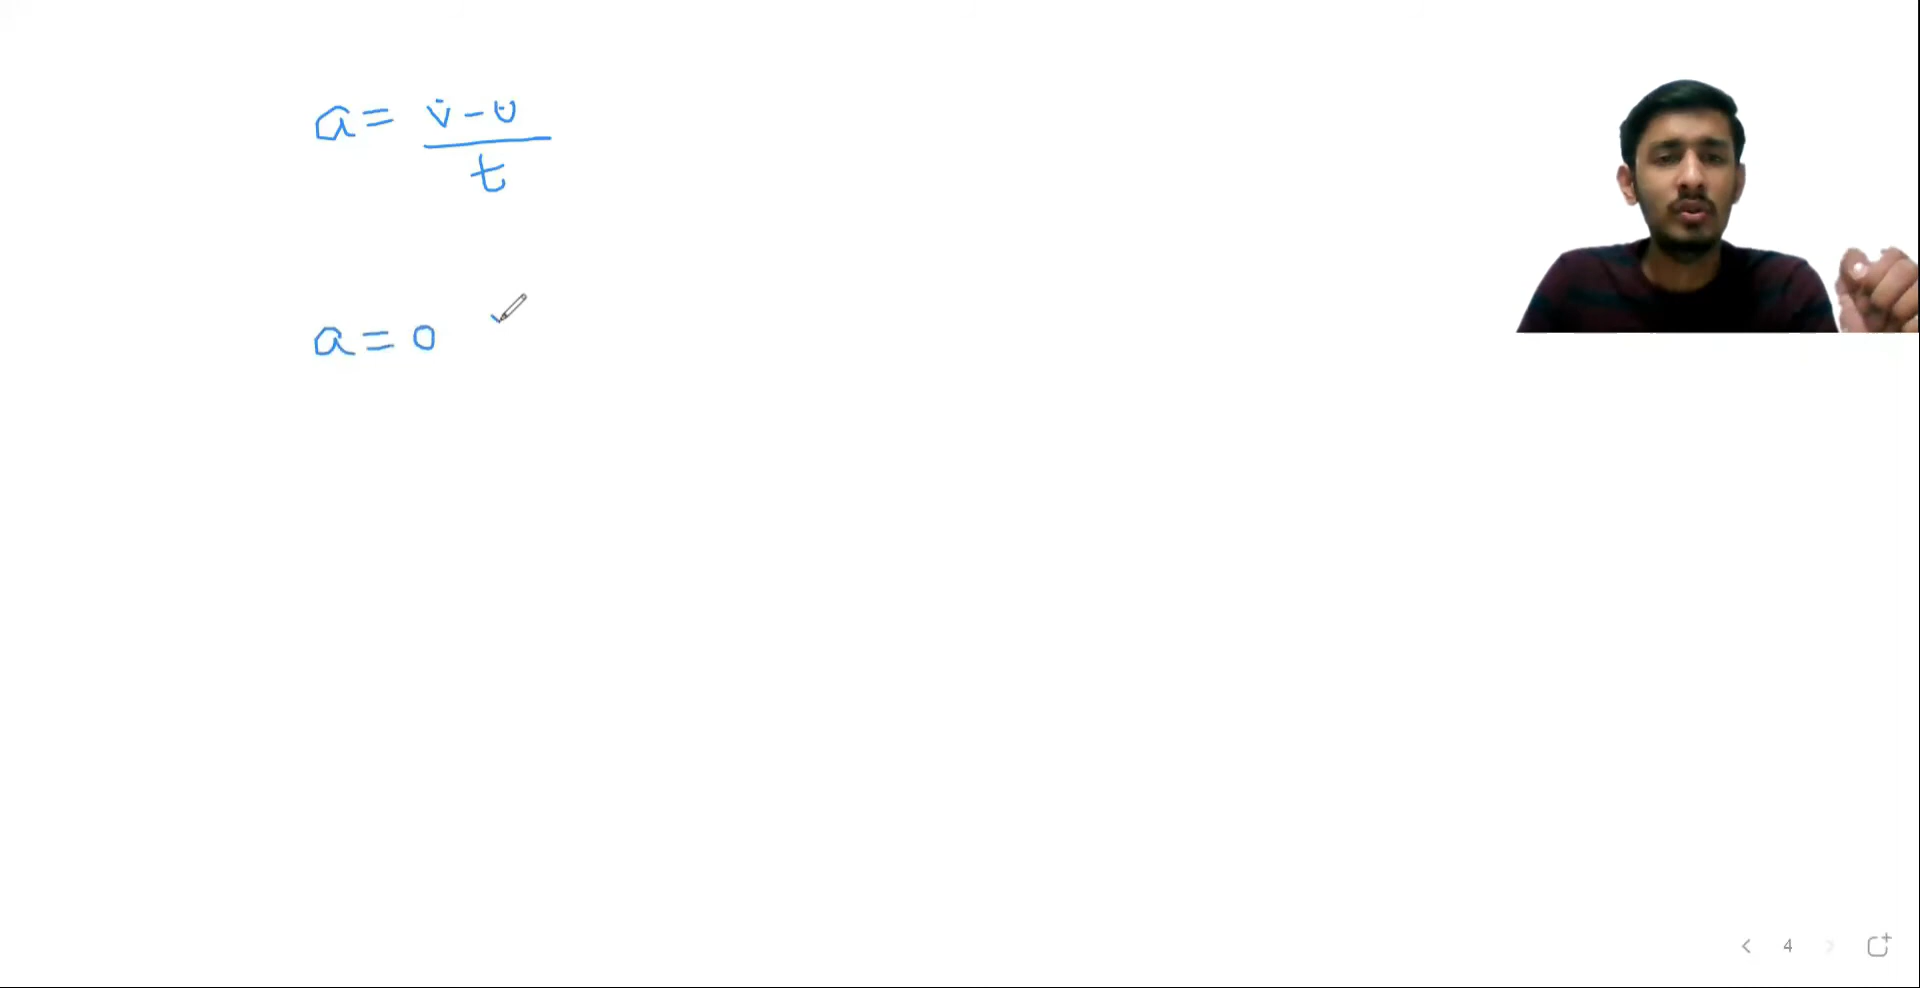 a = v - u
t
a = 0
4